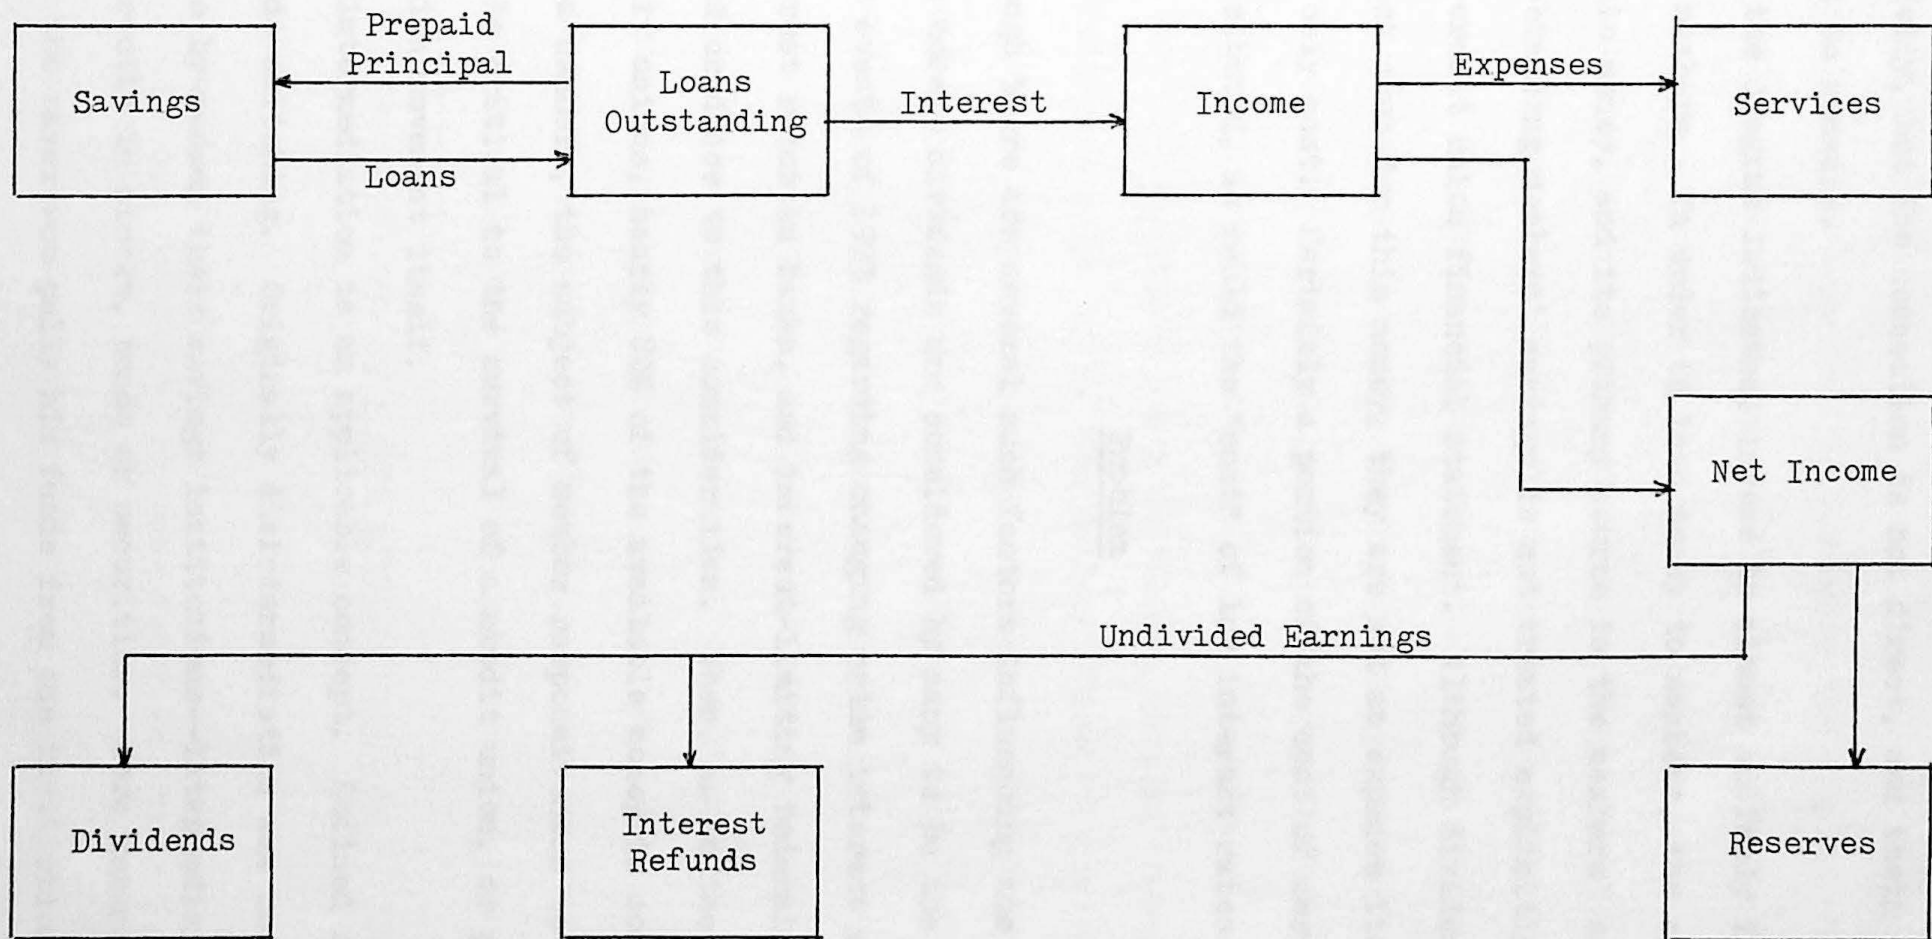 Savings
Prepaid
Principal
Loans
Loans
Outstanding
Interest
Income
Expenses
Services
Net Income
Undivided Earnings
Dividends
Interest
Refunds
Reserves